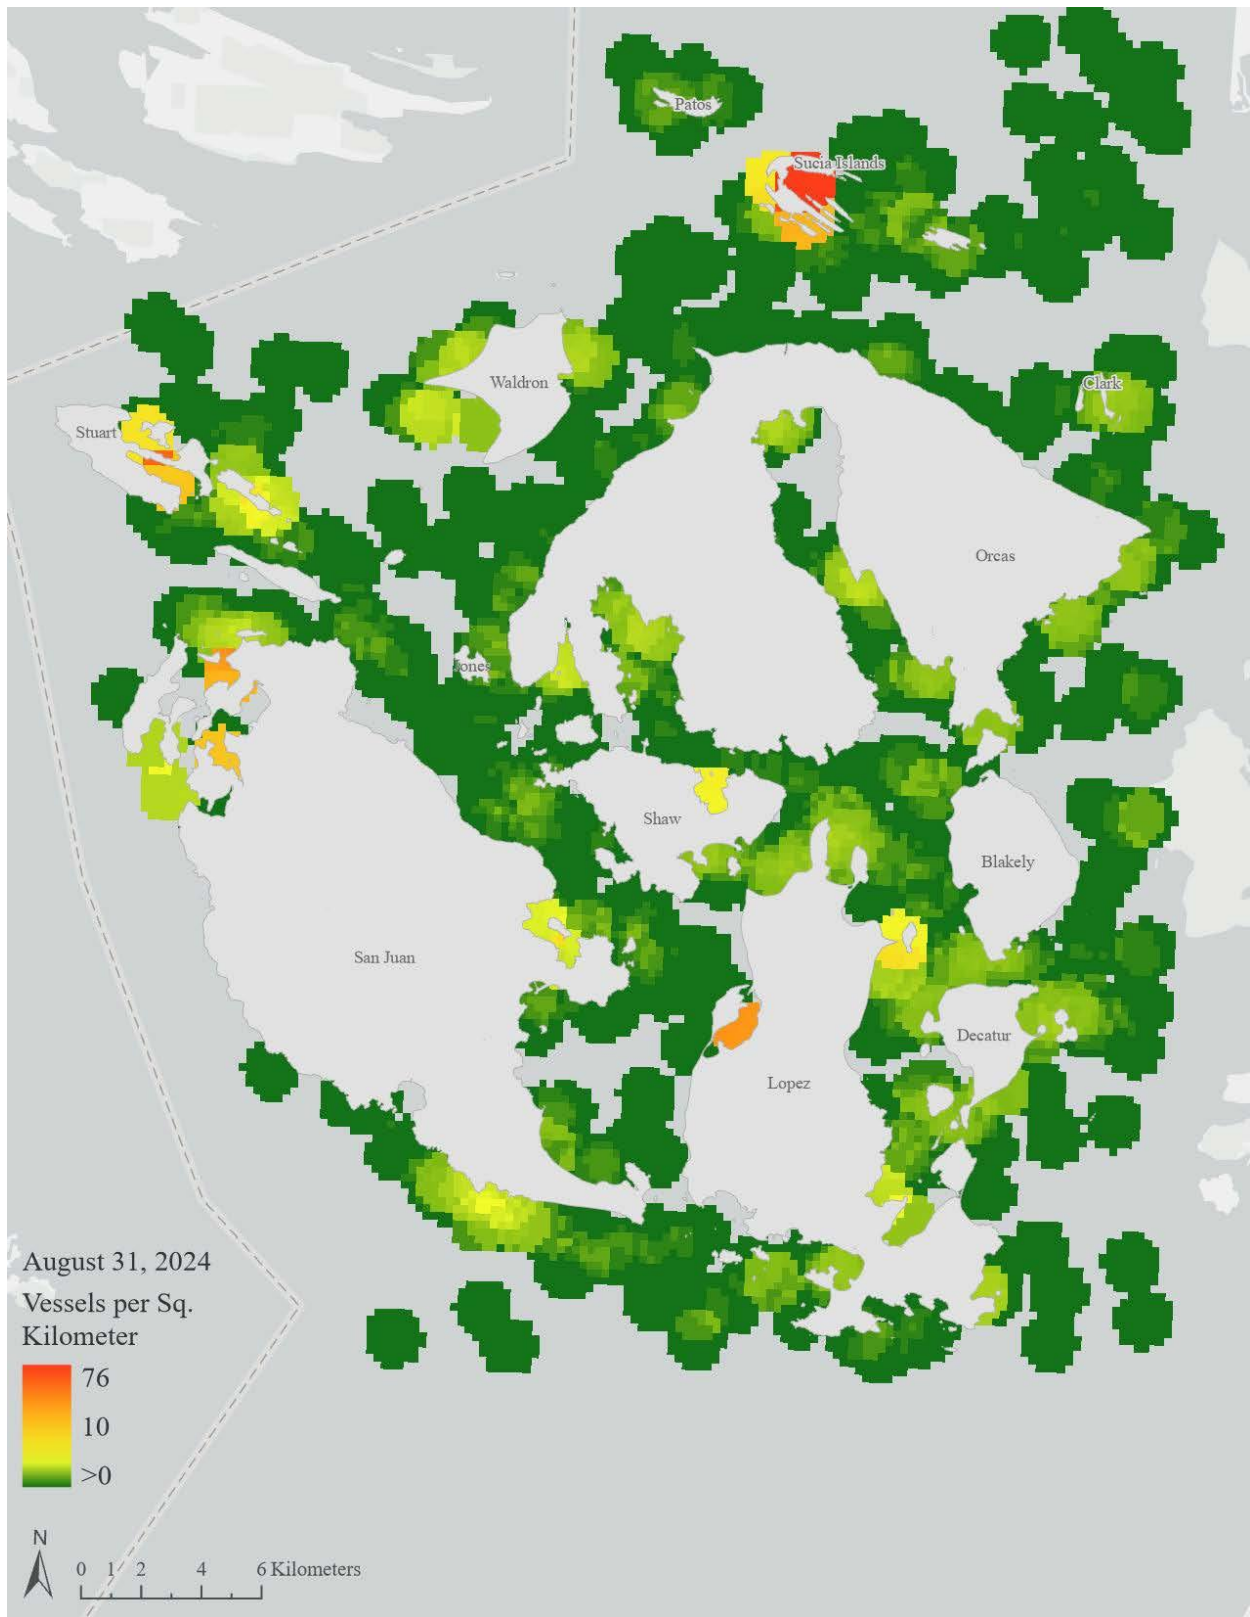 Patos
Sucia Islands
Waldron
Clark
Stuart
Orcas
Jones
Shaw
Blakely
San Juan
Decatur
Lopez
August 31, 2024
Vessels per Sq.
Kilometer
76
10
>0
N
0 1 2 4 6 Kilometers